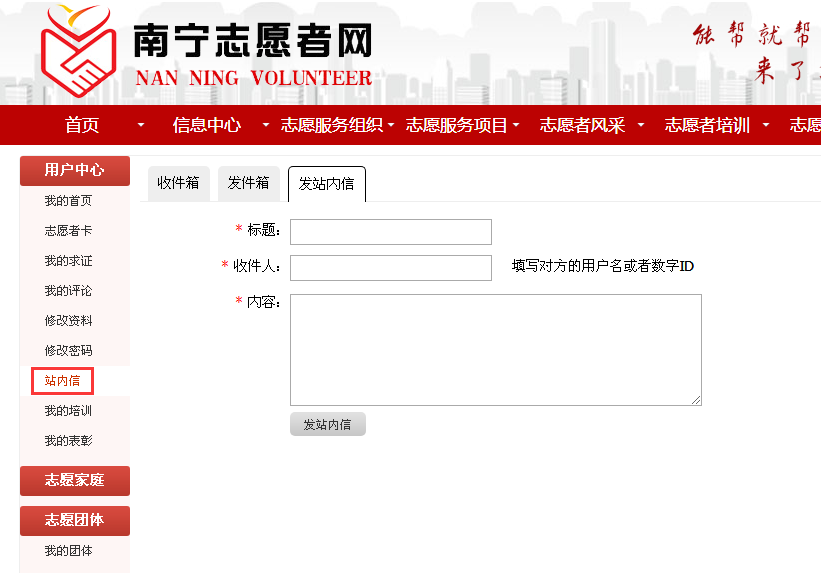 南宁志愿者网
NAN NING VOLUNTEER
能帮就帮
来了
首页 信息中心 志愿服务组织 志愿服务项目 志愿者风采 志愿者培训 志愿
用户中心
我的首页
志愿者卡
我的求证
我的评论
修改资料
修改密码
站内信
我的培训
我的表彰
志愿家庭
志愿团体
我的团体
收件箱 发件箱 发站内信
* 标题:
* 收件人: 填写对方的用户名或者数字ID
* 内容:
发站内信